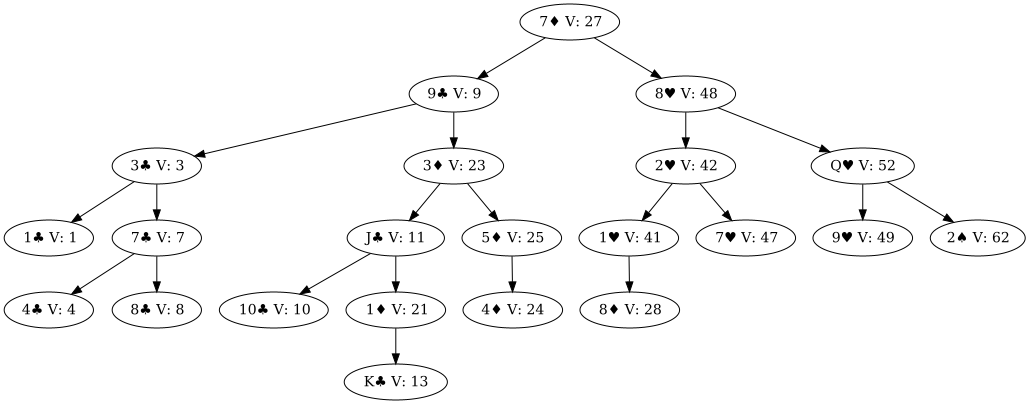 7♦ V: 27
9♣ V: 9
8♥ V: 48
3♣ V: 3
3♦ V: 23
2♥ V: 42
Q♥ V: 52
1♣ V: 1
7♣ V: 7
J♣ V: 11
5♦ V: 25
1♥ V: 41
7♥ V: 47
9♥ V: 49
2♠ V: 62
4♣ V: 4
8♣ V: 8
10♣ V: 10
1♦ V: 21
4♦ V: 24
8♦ V: 28
K♣ V: 13